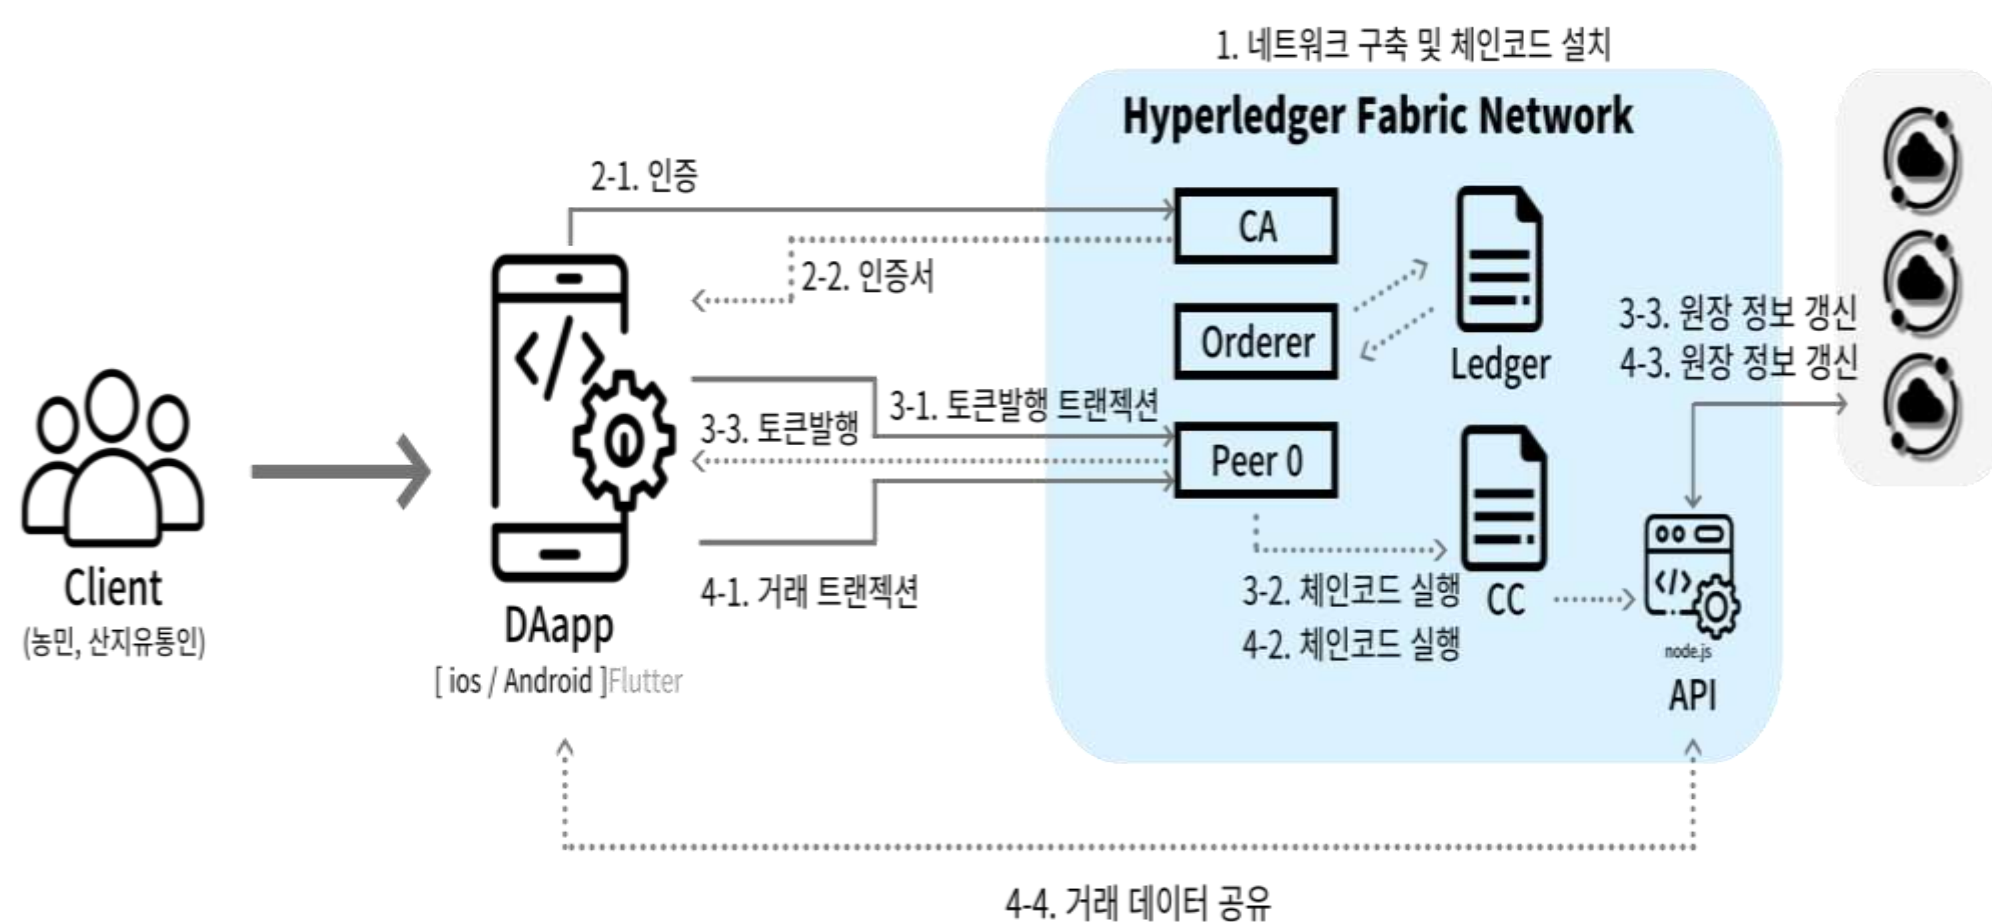 1. 네트워크 구축 및 체인코드 설치
Hyperledger Fabric Network
2-1. 인증
CA
2-2. 인증서
Orderer
Ledger
3-3. 원장 정보 갱신
4-3. 원장 정보 갱신
3-1. 토큰발행 트랜젝션
3-3. 토큰발행
Peer 0
4-1. 거래 트랜젝션
3-2. 체인코드 실행
4-2. 체인코드 실행
CC
node.js
API
Client
(농민, 산지유통인)
DAapp
[ ios / Android ]Flutter
4-4. 거래 데이터 공유